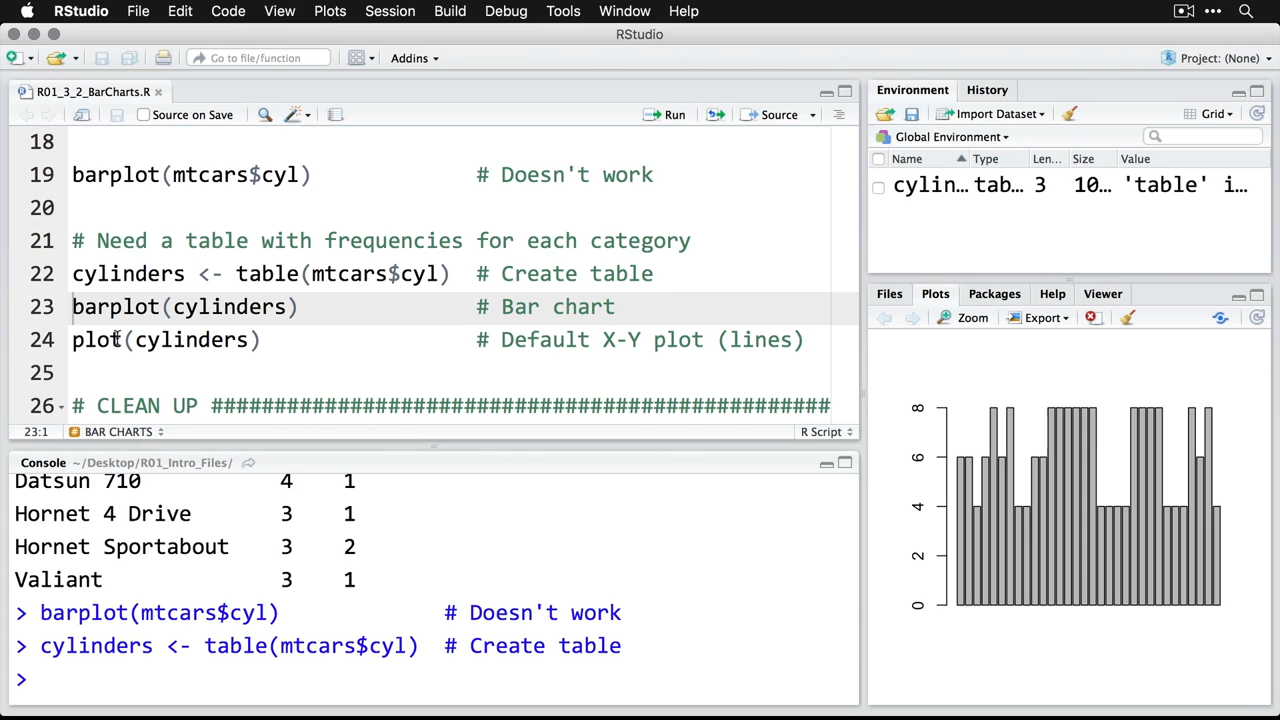 RStudio File Edit Code View Plots Session Build Debug Tools Window Help
RStudio
Go to file/function Addins Project: (None)
R01_3_2_BarCharts.R
Source on Save Run Source
18
19 barplot(mtcars$cyl) # Doesn't work
20
21 # Need a table with frequencies for each category
22 cylinders <- table(mtcars$cyl) # Create table
23 barplot(cylinders) # Bar chart
24 plot(cylinders) # Default X-Y plot (lines)
25
26 # CLEAN UP #################################################
23:1 BAR CHARTS R Script
Console ~/Desktop/R01_Intro_Files/
Datsun 710 4 1
Hornet 4 Drive 3 1
Hornet Sportabout 3 2
Valiant 3 1
> barplot(mtcars$cyl) # Doesn't work
> cylinders <- table(mtcars$cyl) # Create table
>
Environment History
Import Dataset Grid
Global Environment
Name Type Len... Size Value
cylin... tab... 3 10... 'table' i...
Files Plots Packages Help Viewer
Zoom Export
8
6
4
2
0